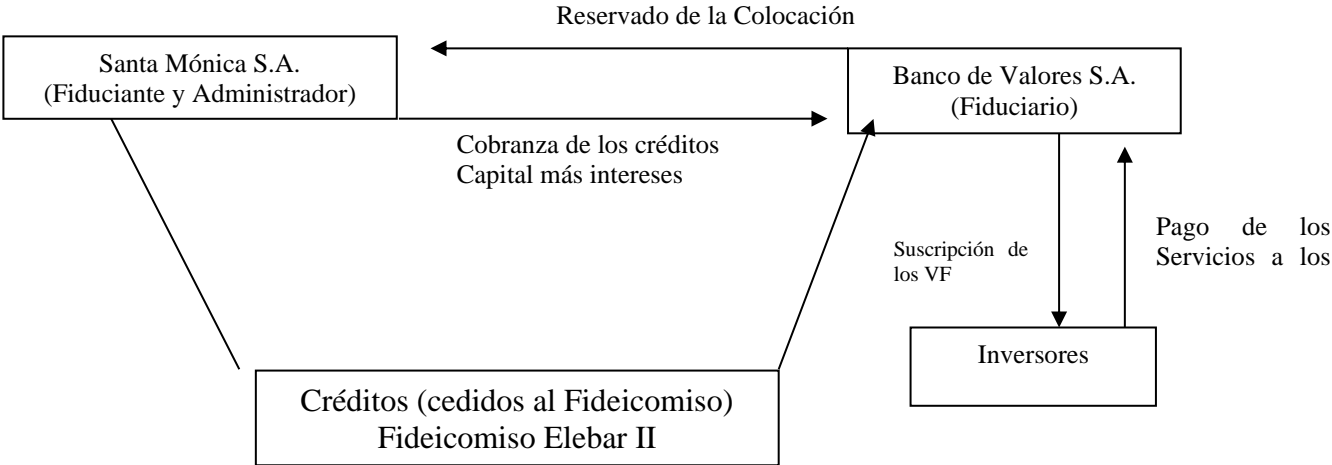 Reservado de la Colocación
Santa Mónica S.A.
(Fiduciante y Administrador)
Banco de Valores S.A.
(Fiduciario)
Cobranza de los créditos
Capital más intereses
Suscripción de
los VF
Pago de los
Servicios a los
Inversores
Créditos (cedidos al Fideicomiso)
Fideicomiso Elebar II